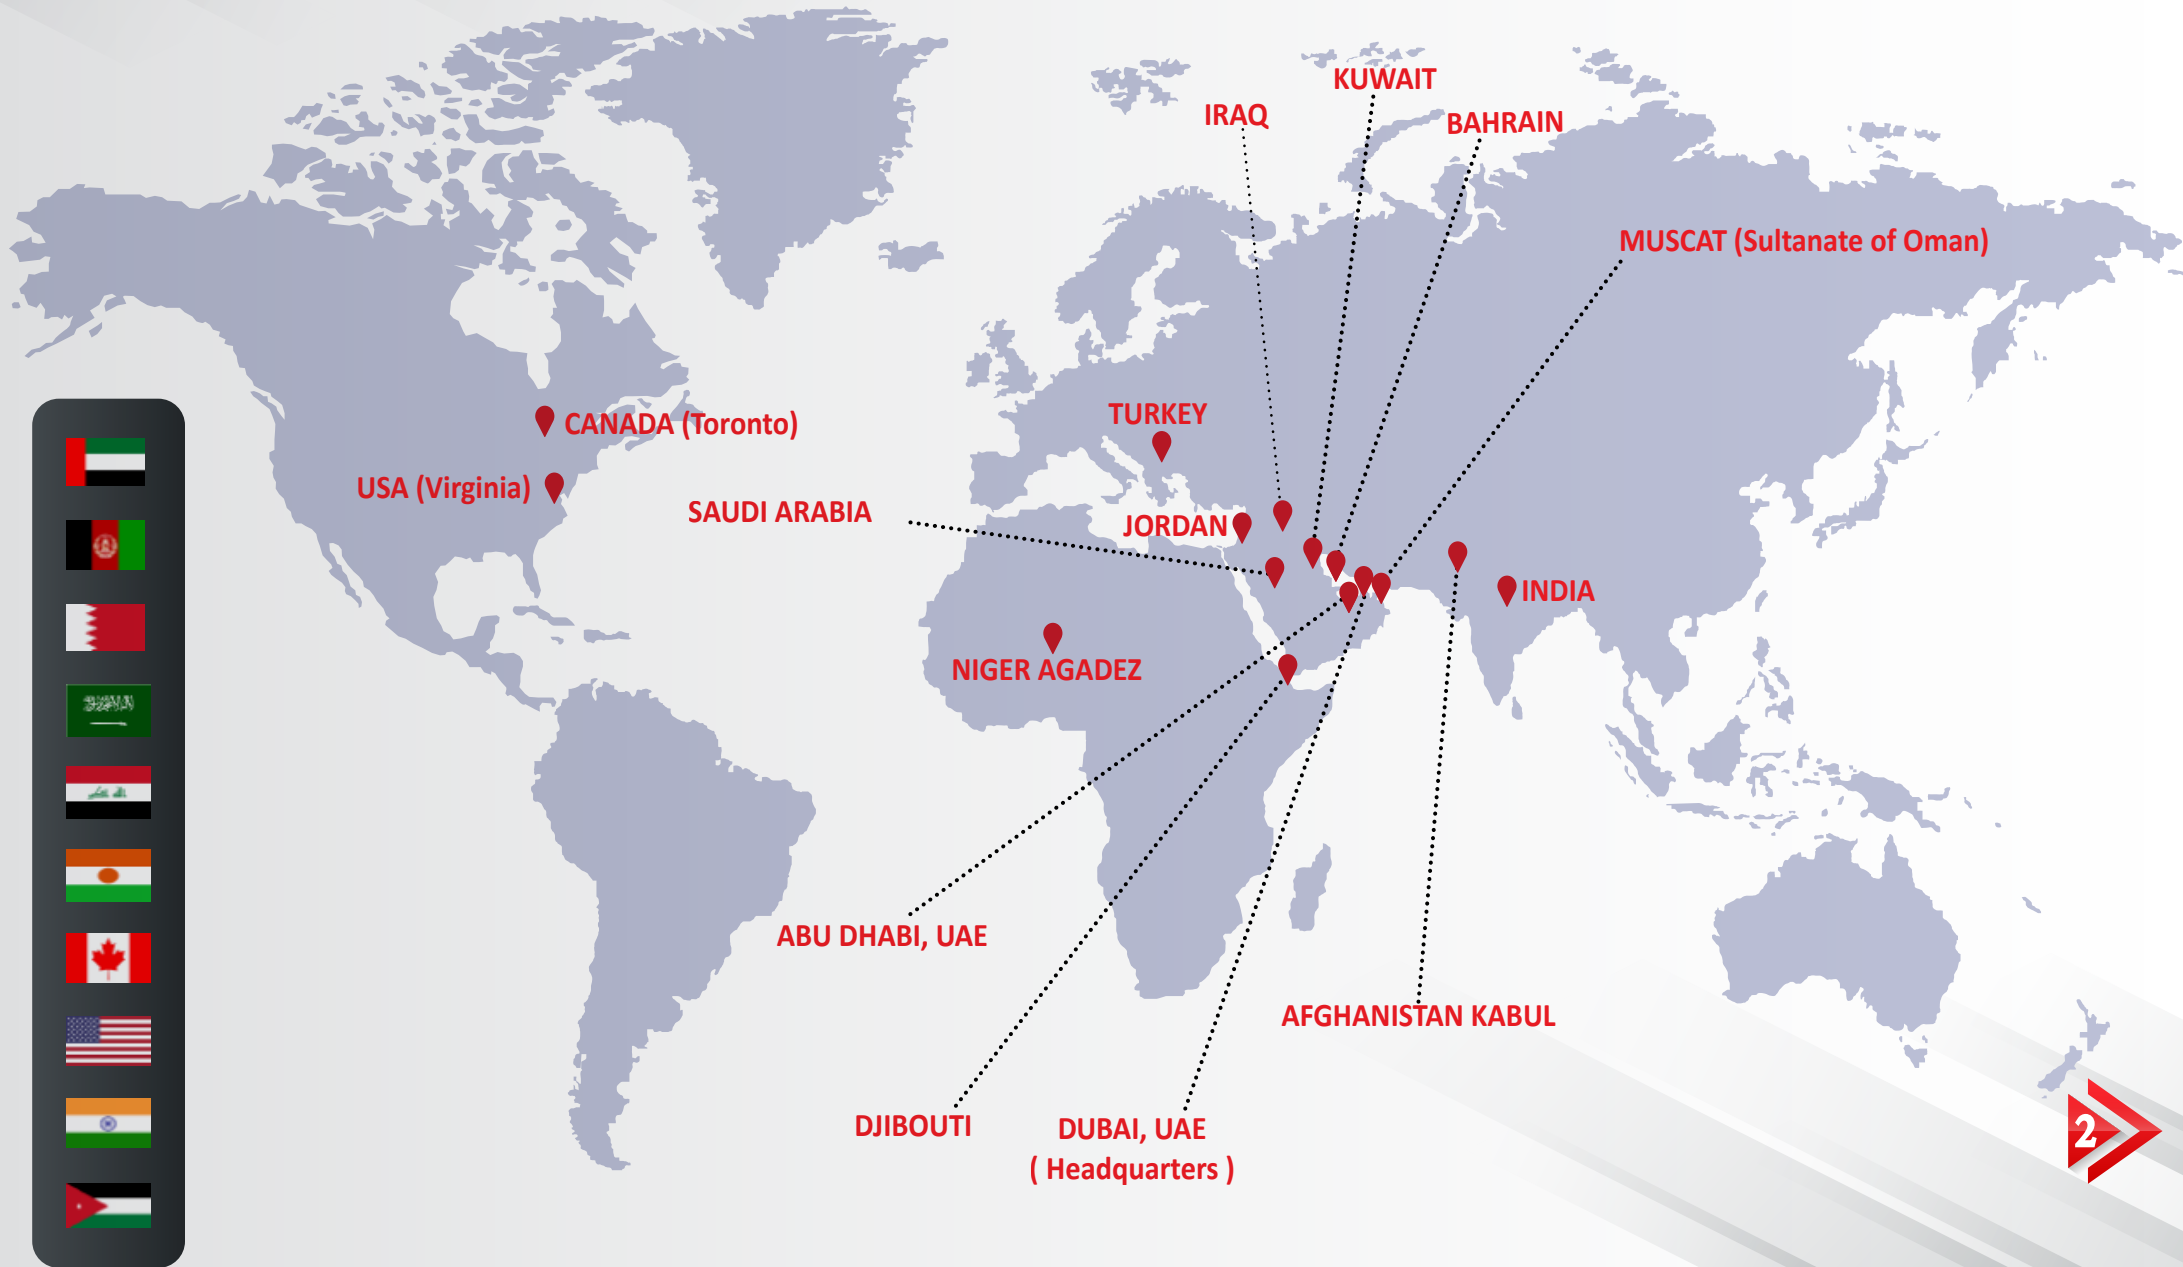 KUWAIT
IRAQ
BAHRAIN
MUSCAT (Sultanate of Oman)
TURKEY
CANADA (Toronto)
USA (Virginia)
SAUDI ARABIA
JORDAN
INDIA
NIGER AGADEZ
ABU DHABI, UAE
AFGHANISTAN KABUL
DJIBOUTI
DUBAI, UAE
( Headquarters )
2